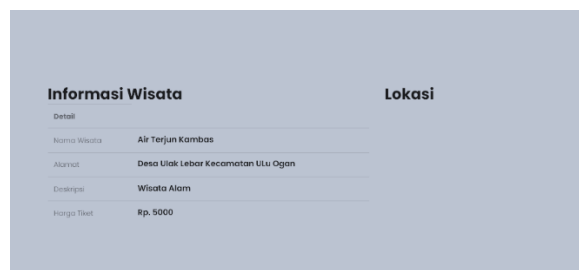 Informasi Wisata
Lokasi
Detail
Nama Wisata Air Terjun Kambas
Alamat Desa Ulak Lebar Kecamatan ULu Ogan
Deskripsi Wisata Alam
Harga Tiket Rp. 5000